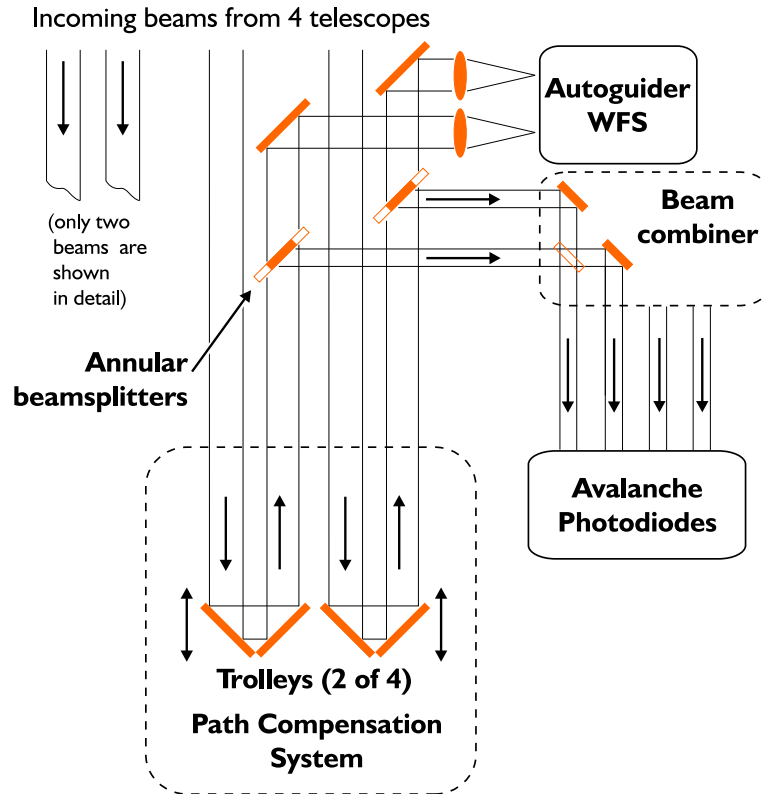 Incoming beams from 4 telescopes
Autoguider
WFS
Beam
combiner
(only two
beams are
shown
in detail)
Annular
beamsplitters
Avalanche
Photodiodes
Trolleys (2 of 4)
Path Compensation
System